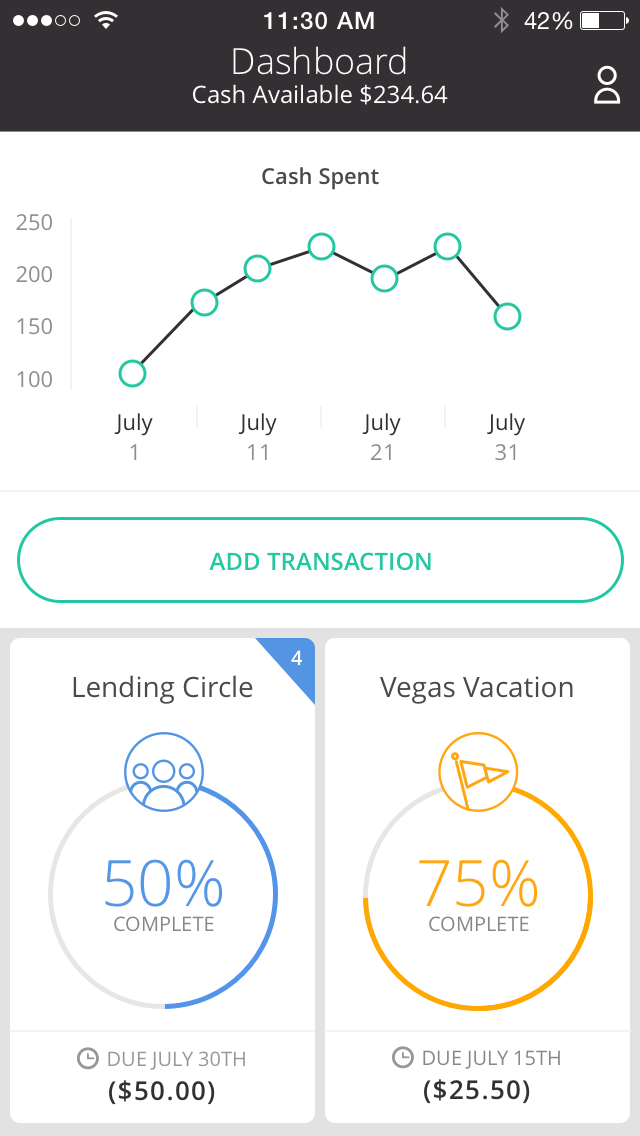 11:30 AM
42%
Dashboard
Cash Available $234.64
Cash Spent
250
200
150
100
July
1
July
11
July
21
July
31
ADD TRANSACTION
4
Lending Circle
50%
COMPLETE
DUE JULY 30TH
($50.00)
Vegas Vacation
75%
COMPLETE
DUE JULY 15TH
($25.50)